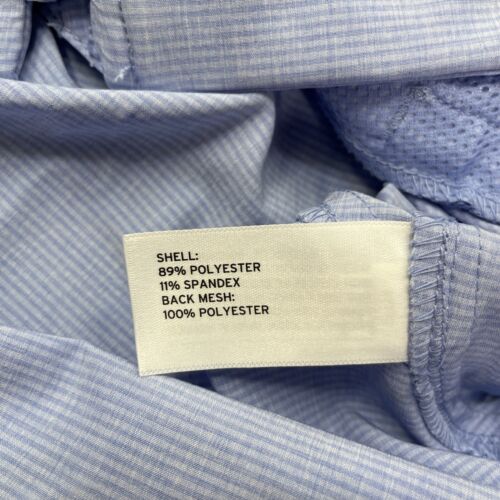 SHELL:
89% POLYESTER
11% SPANDEX
BACK MESH:
100% POLYESTER